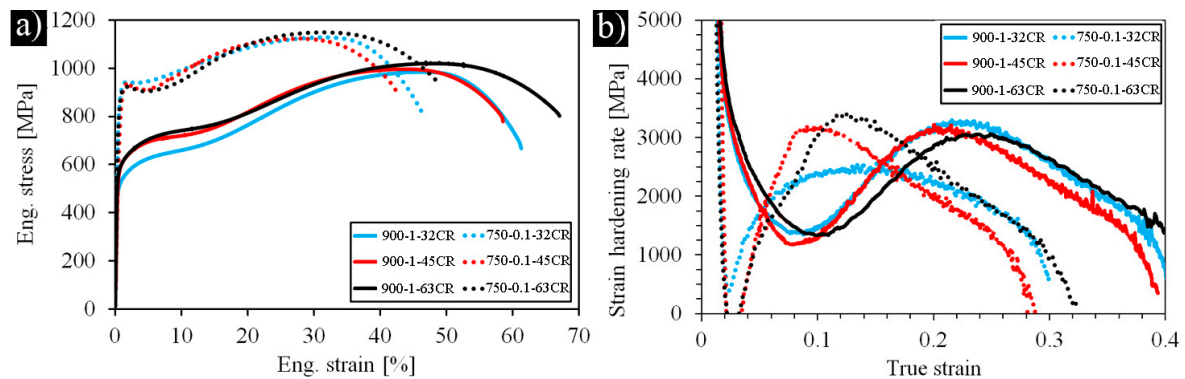 a)
Eng. stress [MPa]
1200
1000
800
600
400
200
0
900-1-32CR 750-0.1-32CR
900-1-45CR 750-0.1-45CR
900-1-63CR 750-0.1-63CR
0 10 20 30 40 50 60 70
Eng. strain [%]
b)
Strain hardening rate [MPa]
5000
4000
3000
2000
1000
0
900-1-32CR 750-0.1-32CR
900-1-45CR 750-0.1-45CR
900-1-63CR 750-0.1-63CR
0.1 0.2 0.3 0.4
True strain